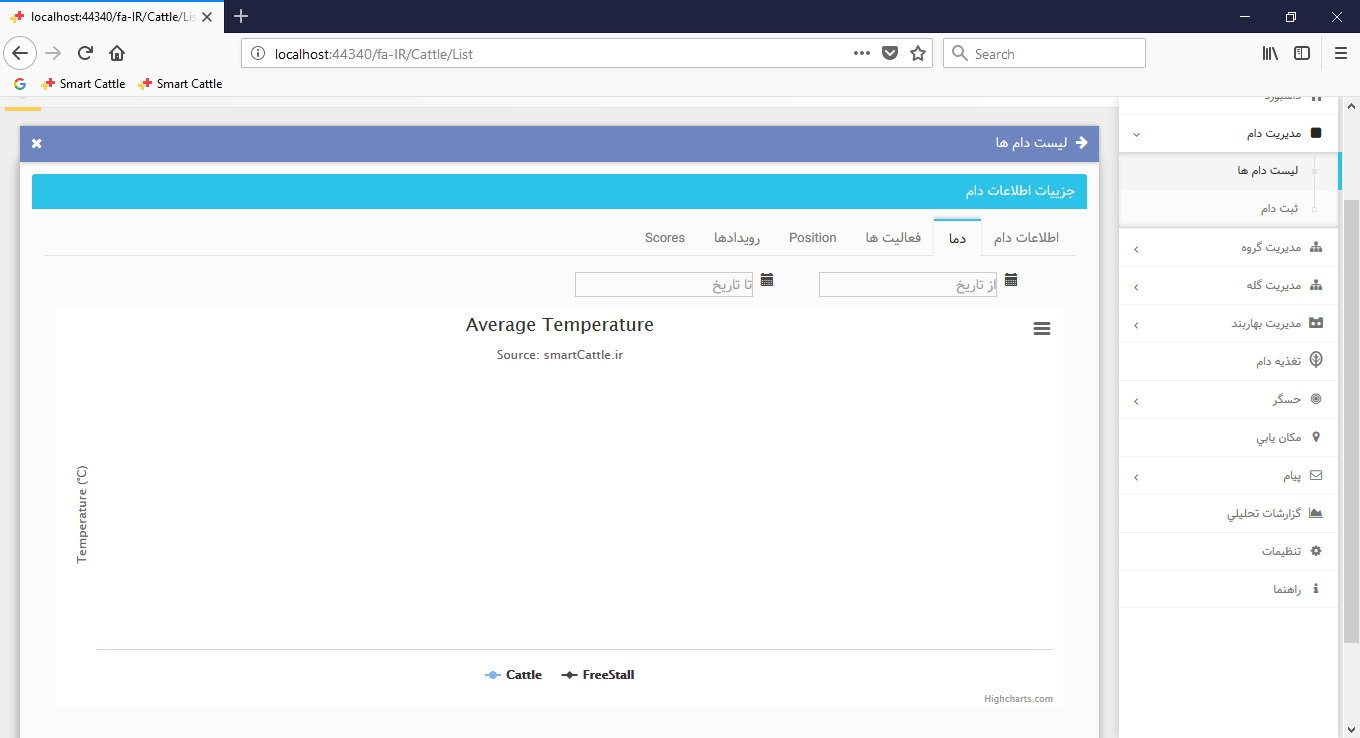 localhost:44340/fa-IR/Cattle/Lis
localhost:44340/fa-IR/Cattle/List
Search
Smart Cattle
Smart Cattle
داشبورد
مدیریت دام
لیست دام ها
ثبت دام
مدیریت گروه
مدیریت گله
مدیریت بهاربند
تغذیه دام
حسگر
مکان یابي
پیام
گزارشات تحلیلي
تنظیمات
راهنما
لیست دام ها
جزییات اطلاعات دام
اطلاعات دام
دما
فعالیت ها
Position
رویدادها
Scores
از تاریخ
تا تاریخ
Average Temperature
Source: smartCattle.ir
Temperature (°C)
Cattle
FreeStall
Highcharts.com